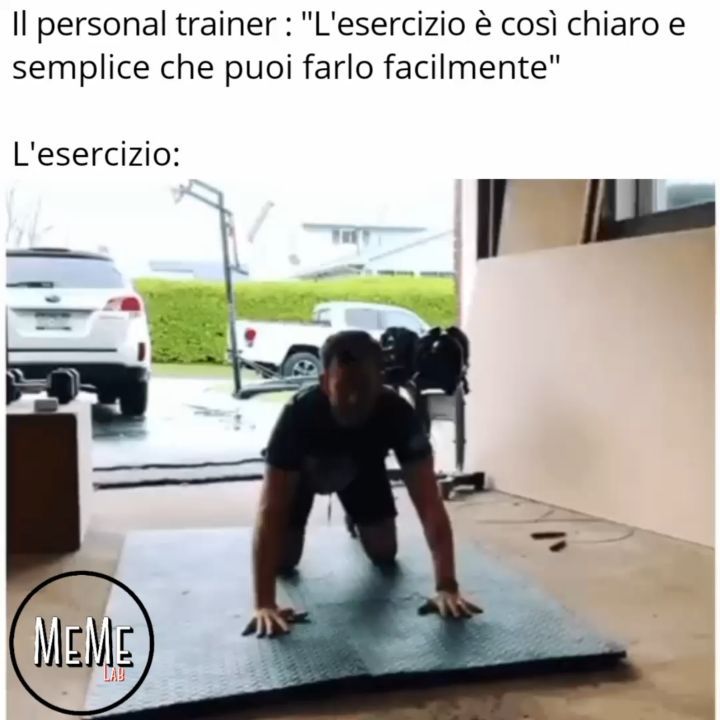 Il personal trainer : "L'esercizio è così chiaro e
semplice che puoi farlo facilmente"
L'esercizio:
MEME
LAB